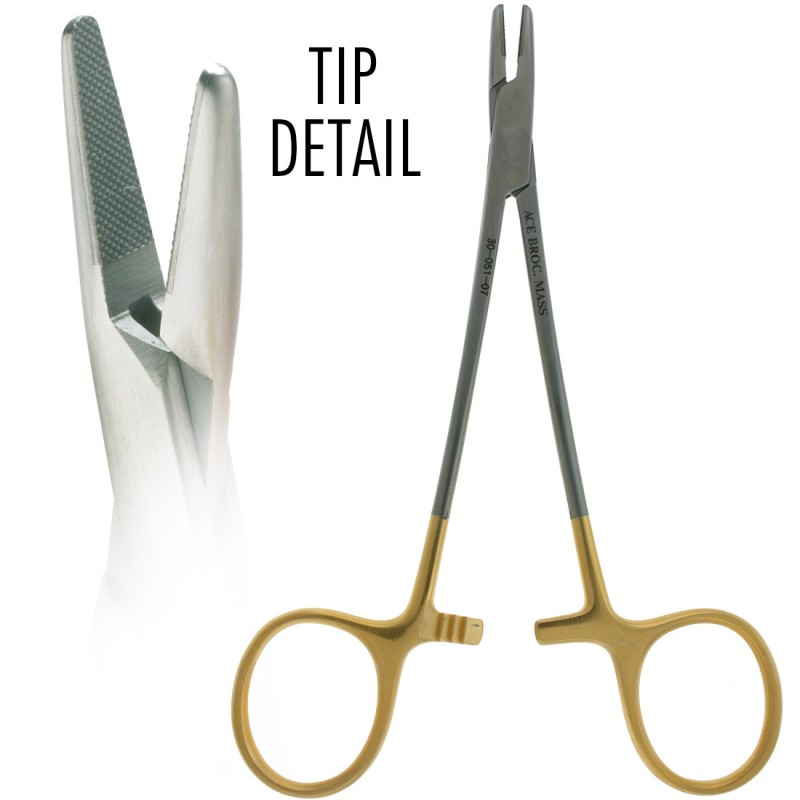 TIP
DETAIL
30-051-07
ACE BROC. MASS